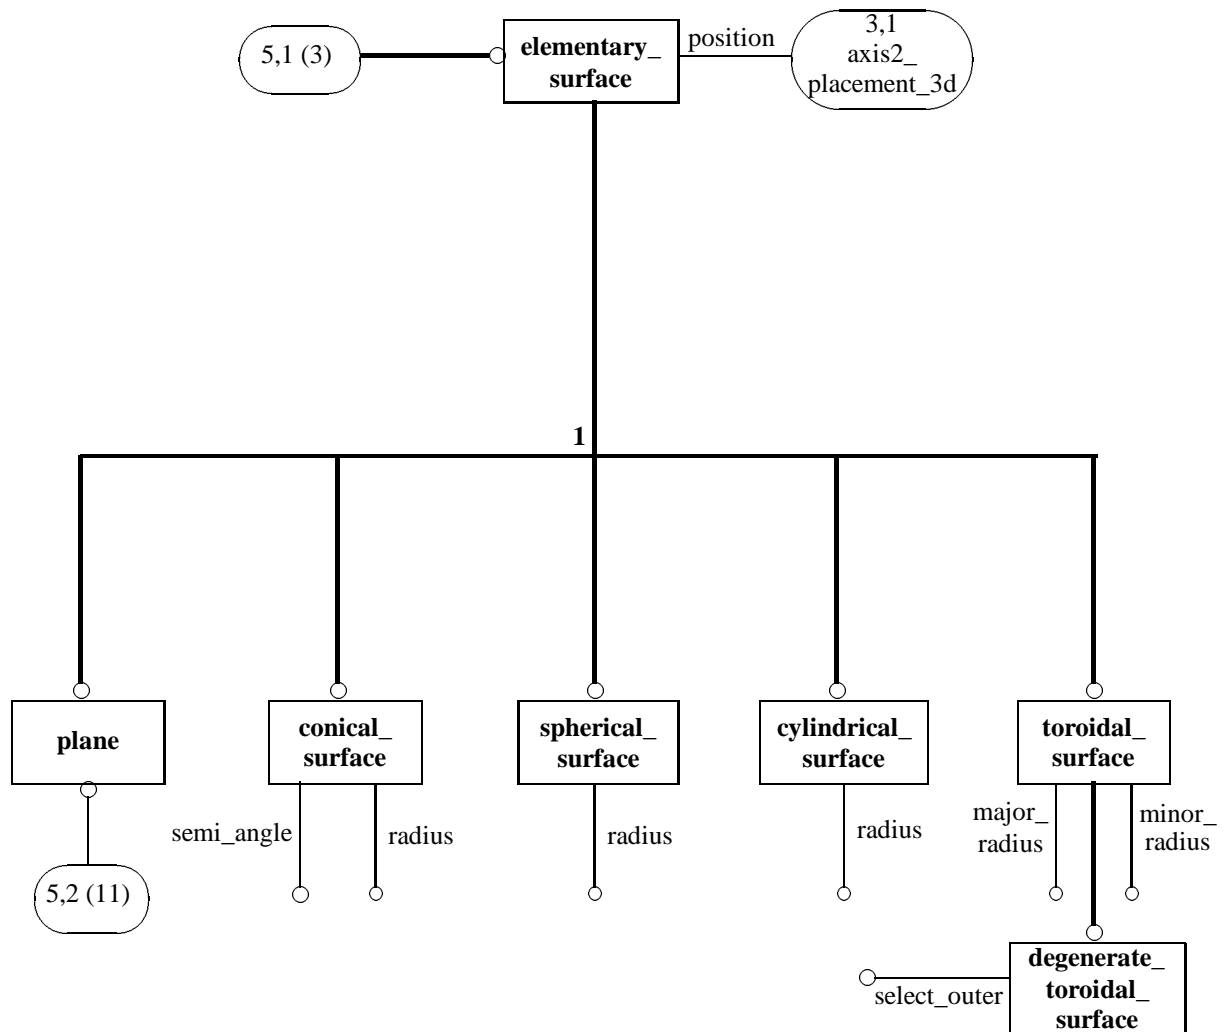 5,1 (3)
elementary_
surface
position
3,1
axis2_
placement_3d
1
plane
conical_
surface
spherical_
surface
cylindrical_
surface
toroidal_
surface
semi_angle
radius
radius
radius
major_
radius
minor_
radius
5,2 (11)
degenerate_
toroidal_
surface
select_outer